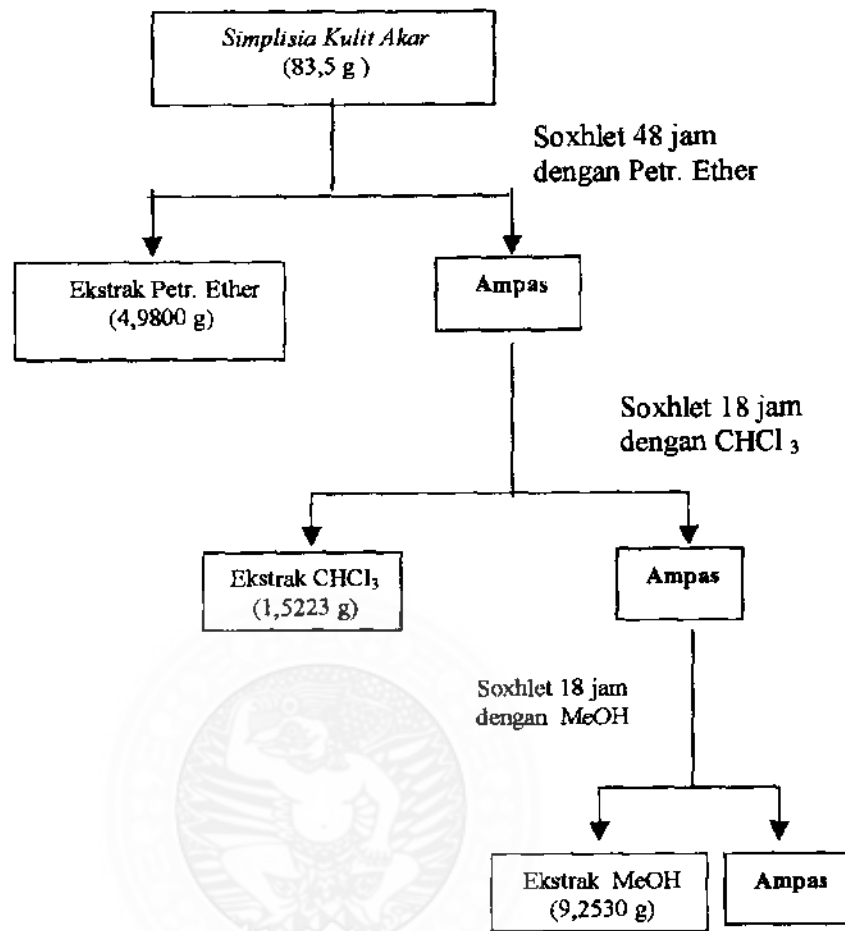 Simplisia Kulit Akar
(83,5 g )
Soxhlet 48 jam
dengan Petr. Ether
Ekstrak Petr. Ether
(4,9800 g)
Ampas
Soxhlet 18 jam
dengan CHCl ₃
Ekstrak CHCl₃
(1,5223 g)
Ampas
Soxhlet 18 jam
dengan MeOH
Ekstrak MeOH
(9,2530 g)
Ampas